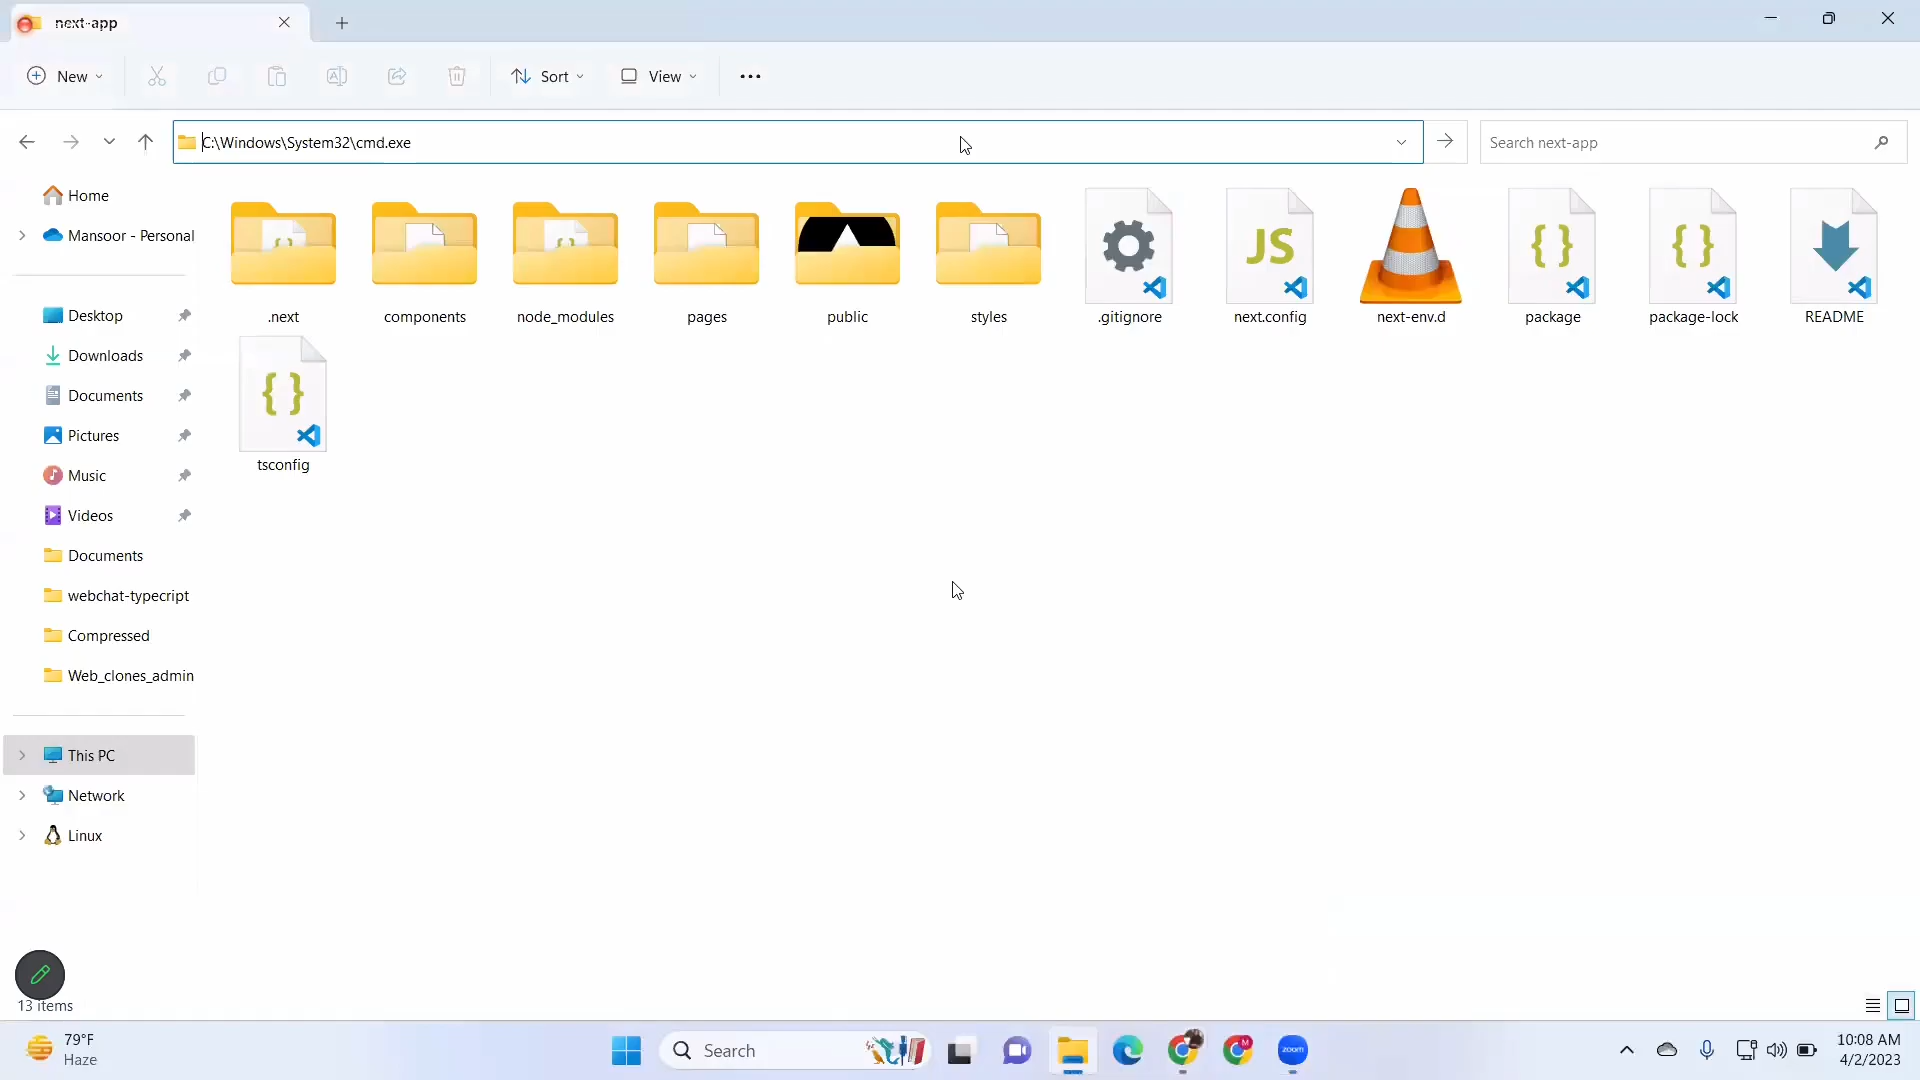 next-app
New
Sort
View
C:\Windows\System32\cmd.exe
Search next-app
Home
Mansoor - Personal
Desktop
Downloads
Documents
Pictures
Music
Videos
Documents
webchat-typecript
Compressed
Web_clones_admin
This PC
Network
Linux
.next
components
node_modules
pages
public
styles
.gitignore
JS
next.config
next-env.d
{ }
package
{ }
package-lock
README
{ }
tsconfig
13 items
79°F
Haze
Search
M
zoom
10:08 AM
4/2/2023